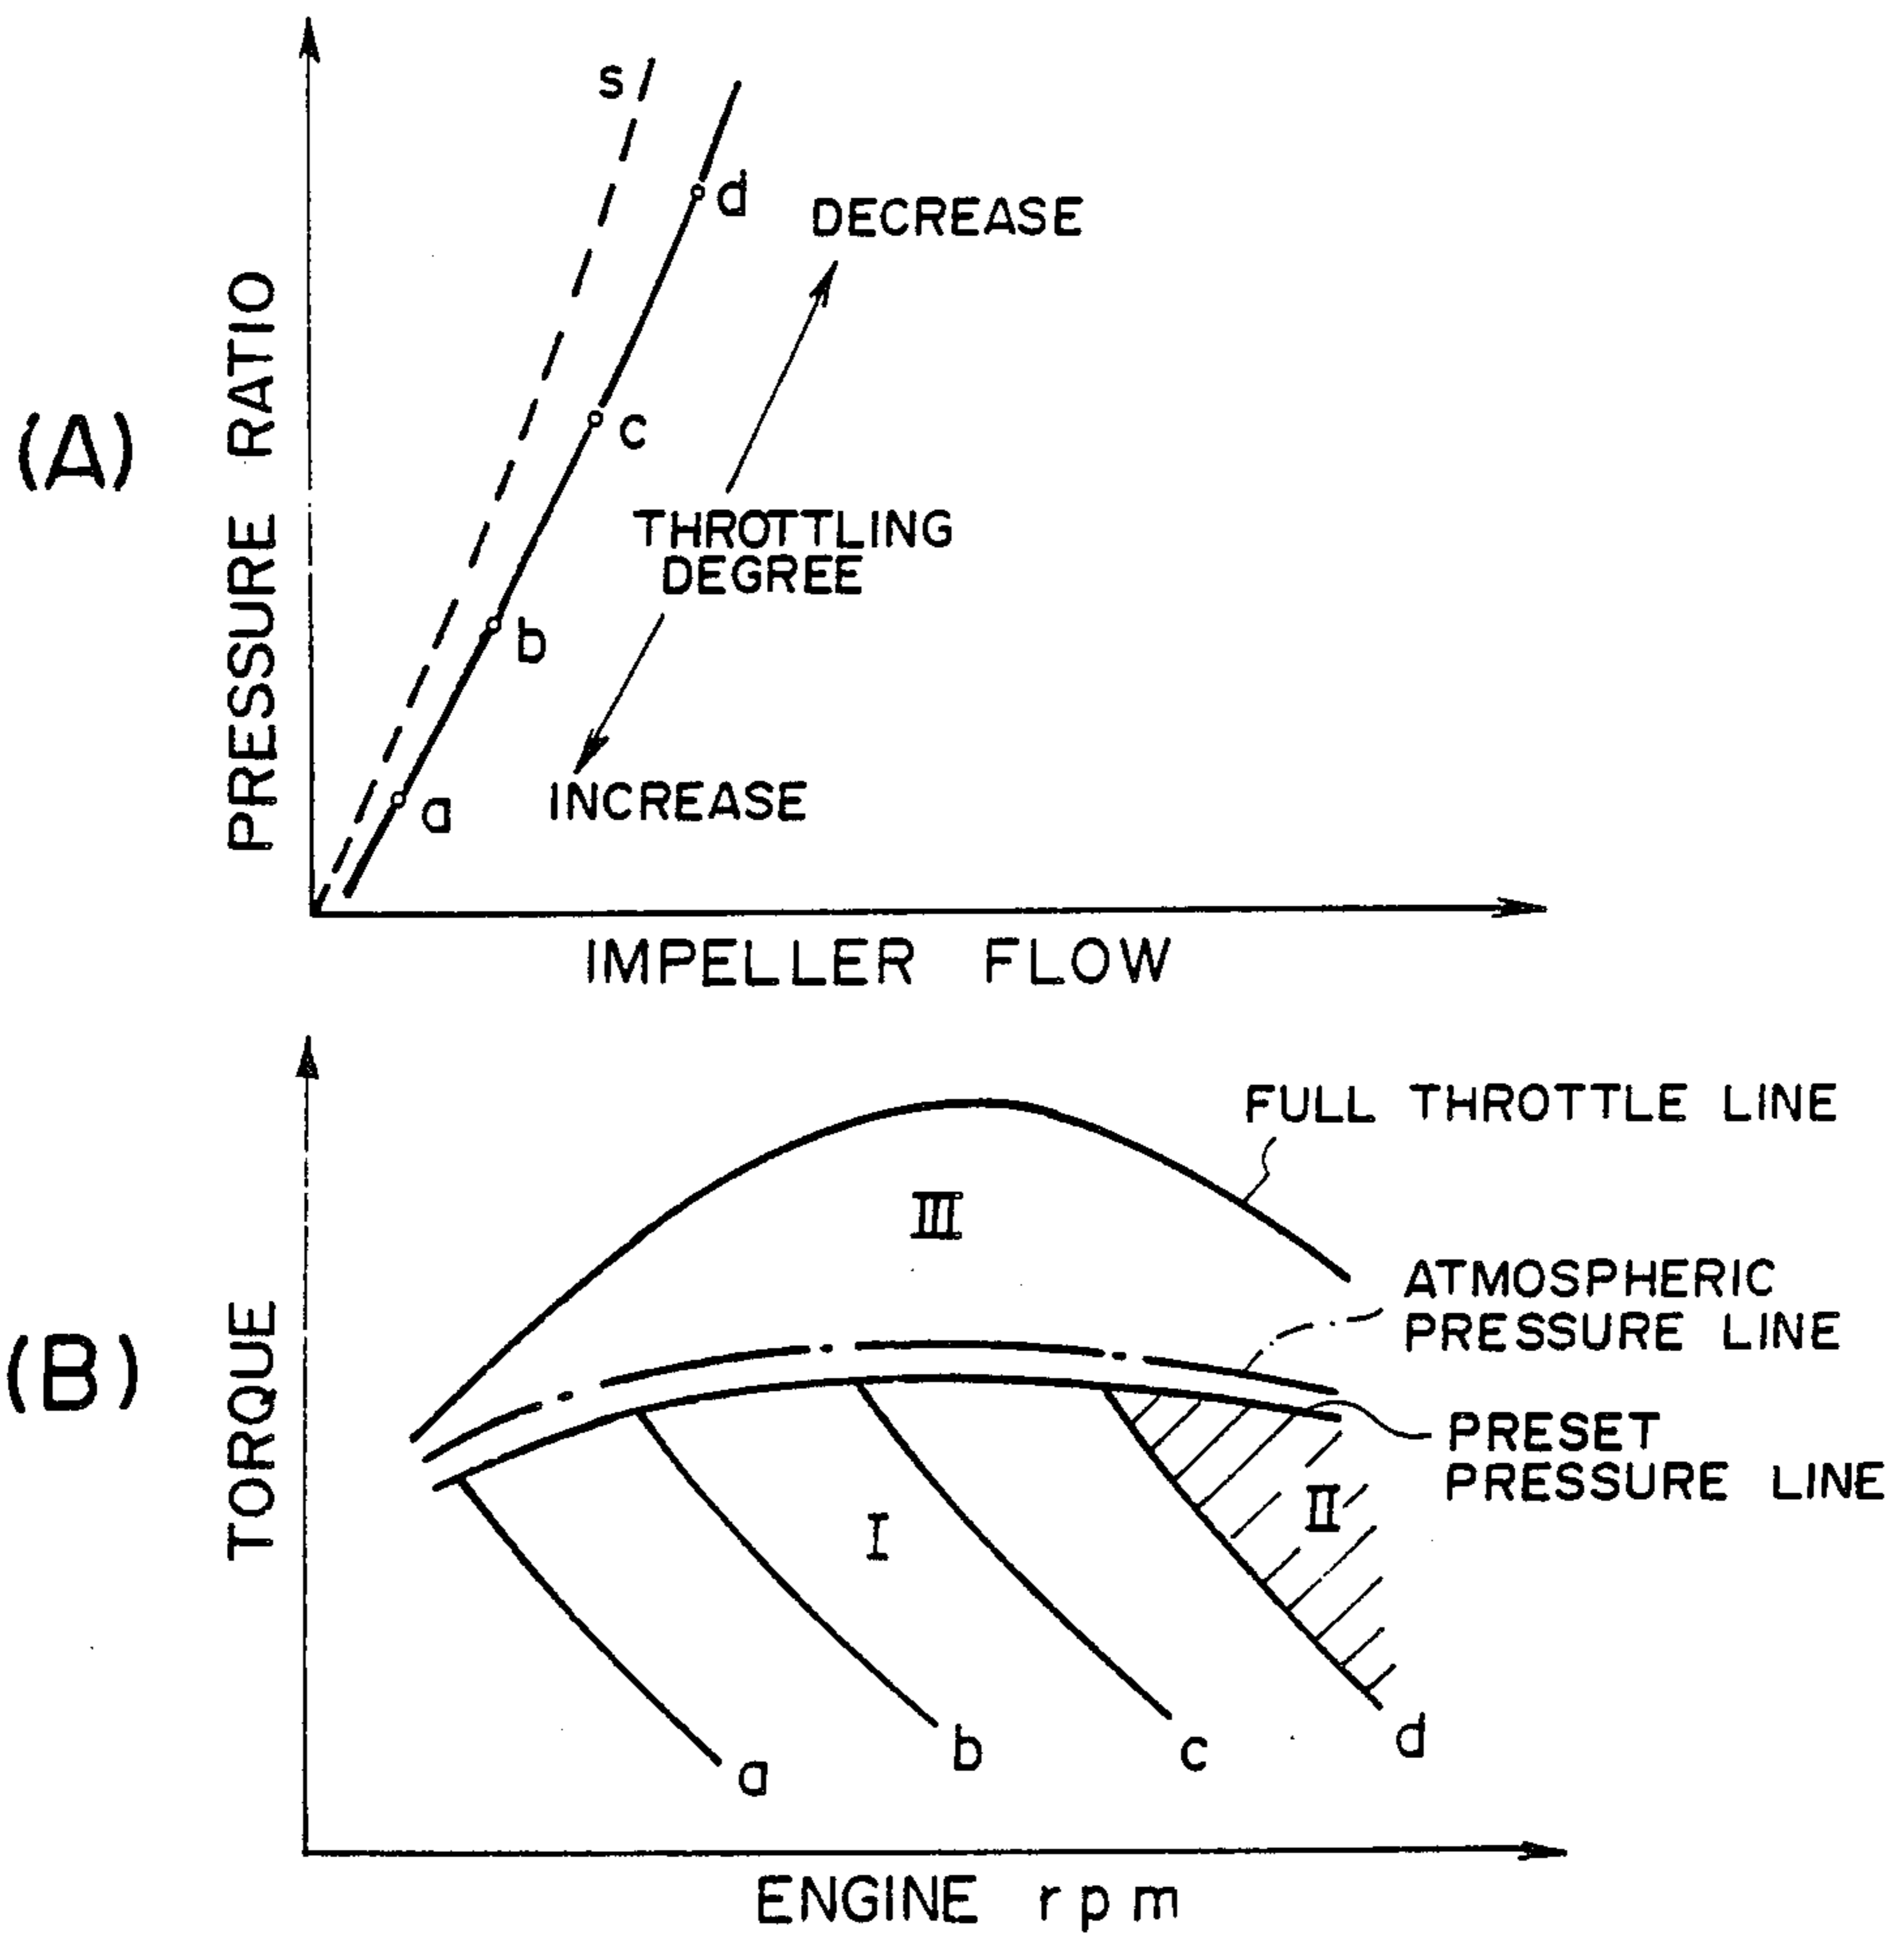 (A)
PRESSURE RATIO
s
d
DECREASE
c
THROTTLING
DEGREE
b
a
INCREASE
IMPELLER FLOW
(B)
TORQUE
FULL THROTTLE LINE
III
ATMOSPHERIC
PRESSURE LINE
PRESET
PRESSURE LINE
II
I
a
b
c
d
ENGINE rpm